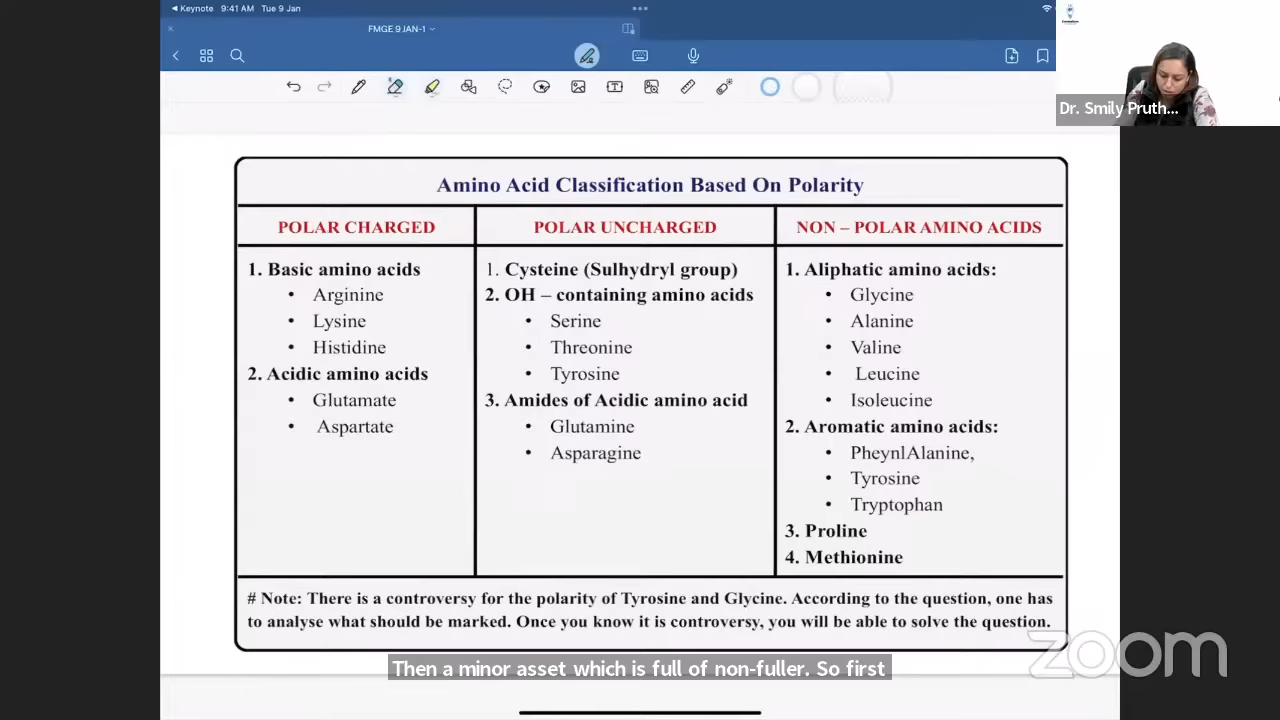 Keynote 9:41 AM Tue 9 Jan
FMGE 9 JAN-1
Dr. Smily Pruth...
Amino Acid Classification Based On Polarity
POLAR CHARGED
1. Basic amino acids
• Arginine
• Lysine
• Histidine
2. Acidic amino acids
• Glutamate
• Aspartate
POLAR UNCHARGED
1. Cysteine (Sulhydryl group)
2. OH – containing amino acids
• Serine
• Threonine
• Tyrosine
3. Amides of Acidic amino acid
• Glutamine
• Asparagine
NON – POLAR AMINO ACIDS
1. Aliphatic amino acids:
• Glycine
• Alanine
• Valine
• Leucine
• Isoleucine
2. Aromatic amino acids:
• PheynlAlanine,
• Tyrosine
• Tryptophan
3. Proline
4. Methionine
# Note: There is a controversy for the polarity of Tyrosine and Glycine. According to the question, one has
to analyse what should be marked. Once you know it is controversy, you will be able to solve the question.
zoom
Then a minor asset which is full of non-fuller. So first